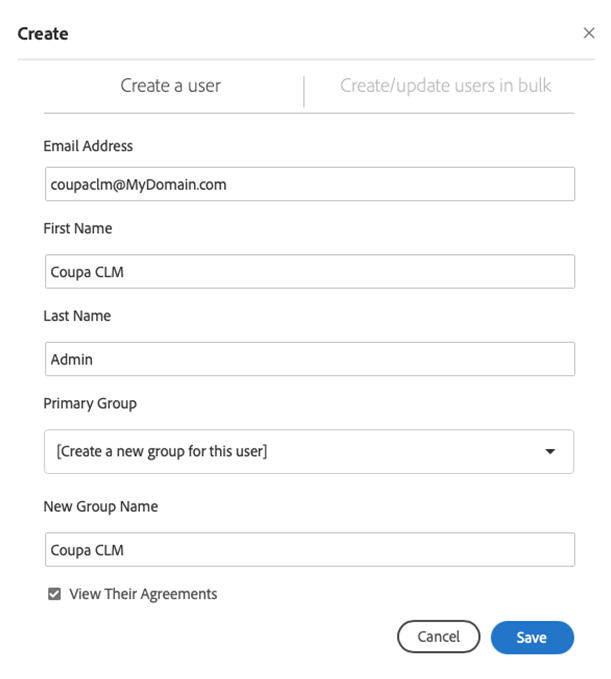 Create
Create a user
Create/update users in bulk
Email Address
coupaclm@MyDomain.com
First Name
Coupa CLM
Last Name
Admin
Primary Group
[Create a new group for this user]
New Group Name
Coupa CLM
View Their Agreements
Cancel
Save